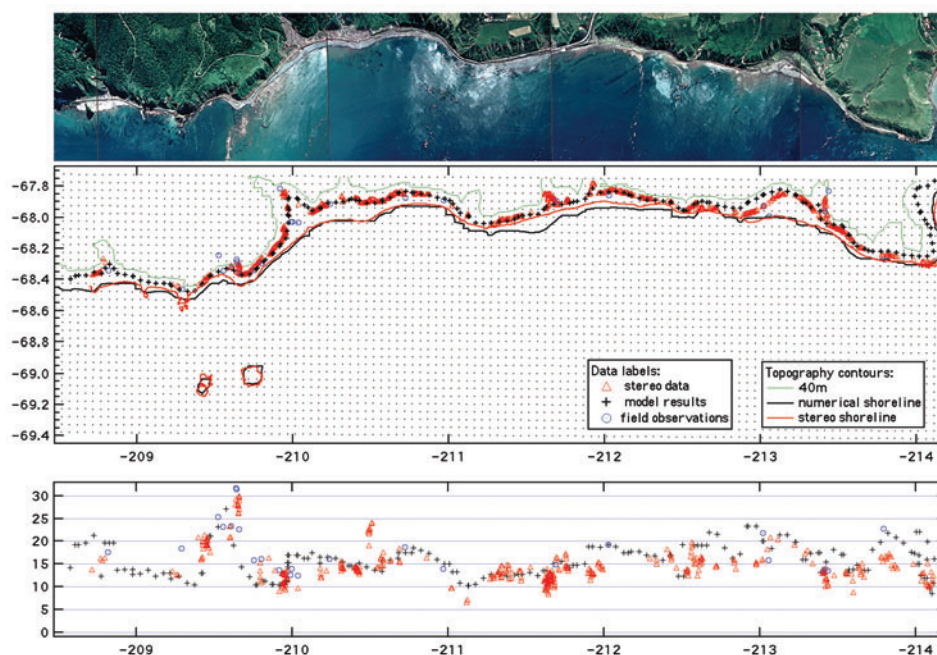 −67.8
−68.0
−68.2
−68.4
−68.6
−68.8
−69.0
−69.2
−69.4
Data labels:
stereo data
model results
field observations
Topography contours:
40m
numerical shoreline
stereo shoreline
−209 −210 −211 −212 −213 −214
30
25
20
15
10
5
0
−209 −210 −211 −212 −213 −214